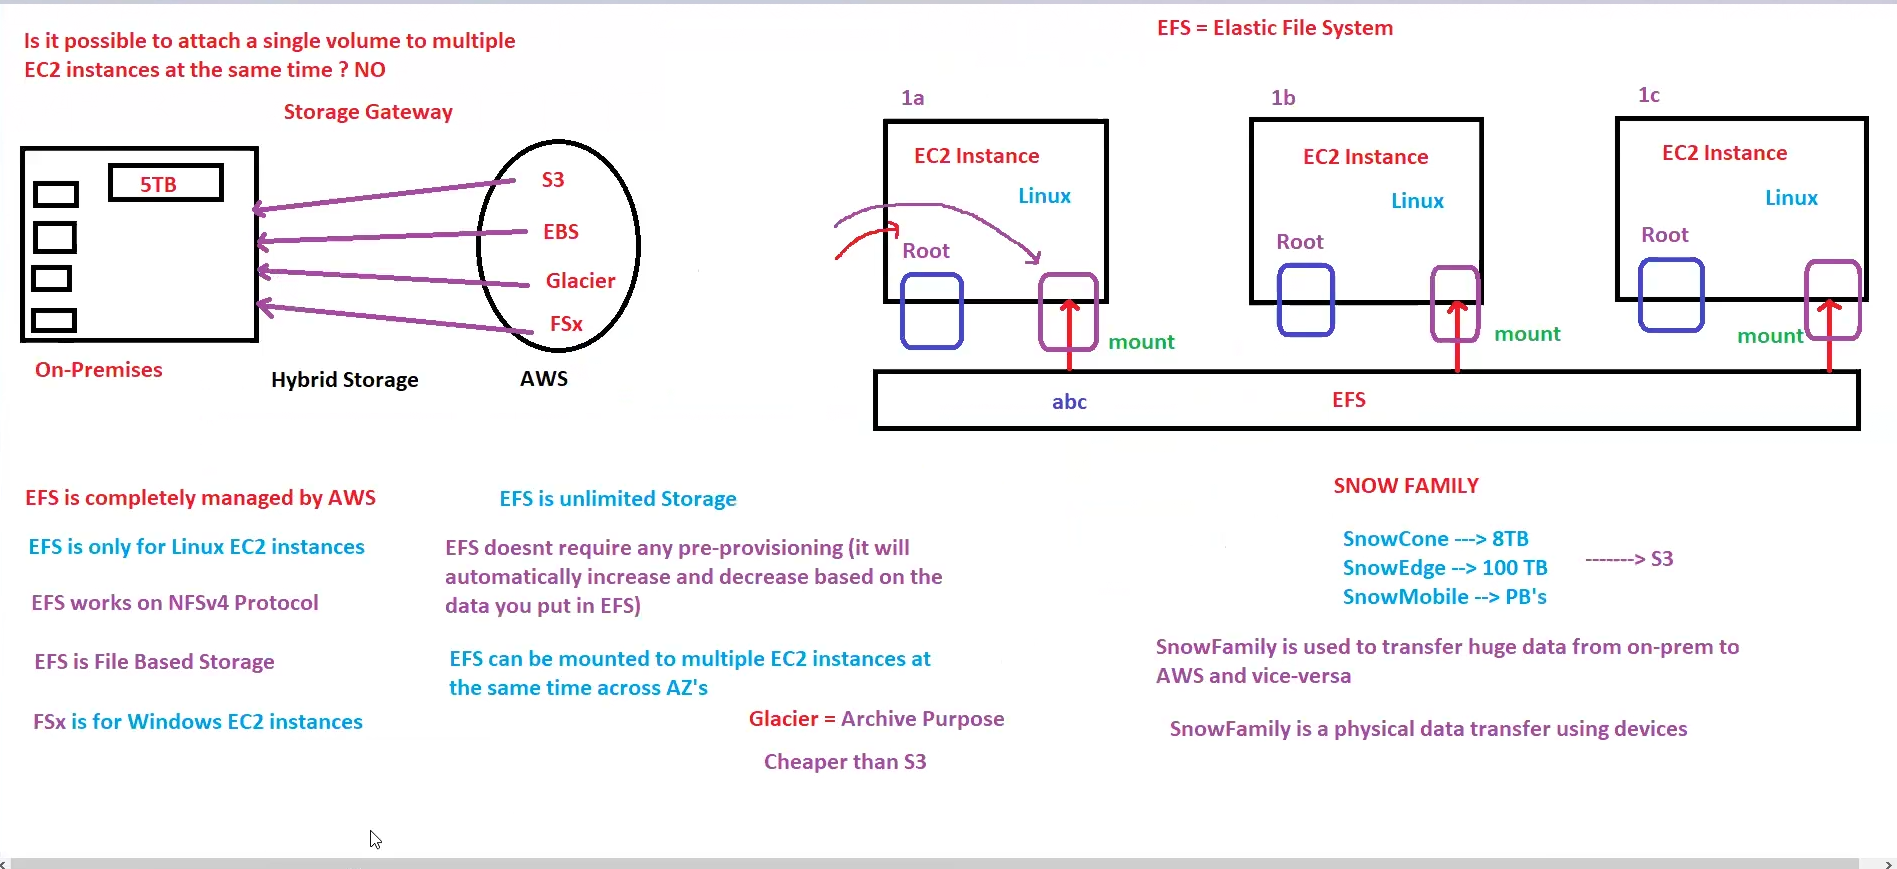 Is it possible to attach a single volume to multiple
EC2 instances at the same time ? NO
Storage Gateway
5TB
S3
EBS
Glacier
FSx
On-Premises
Hybrid Storage
AWS
EFS = Elastic File System
1a
1b
1c
EC2 Instance
Linux
Root
mount
EC2 Instance
Linux
Root
mount
EC2 Instance
Linux
Root
mount
abc
EFS
EFS is completely managed by AWS
EFS is only for Linux EC2 instances
EFS works on NFSv4 Protocol
EFS is File Based Storage
FSx is for Windows EC2 instances
EFS is unlimited Storage
EFS doesnt require any pre-provisioning (it will
automatically increase and decrease based on the
data you put in EFS)
EFS can be mounted to multiple EC2 instances at
the same time across AZ's
Glacier = Archive Purpose
Cheaper than S3
SNOW FAMILY
SnowCone ---> 8TB
SnowEdge --> 100 TB
SnowMobile --> PB's
-------> S3
SnowFamily is used to transfer huge data from on-prem to
AWS and vice-versa
SnowFamily is a physical data transfer using devices